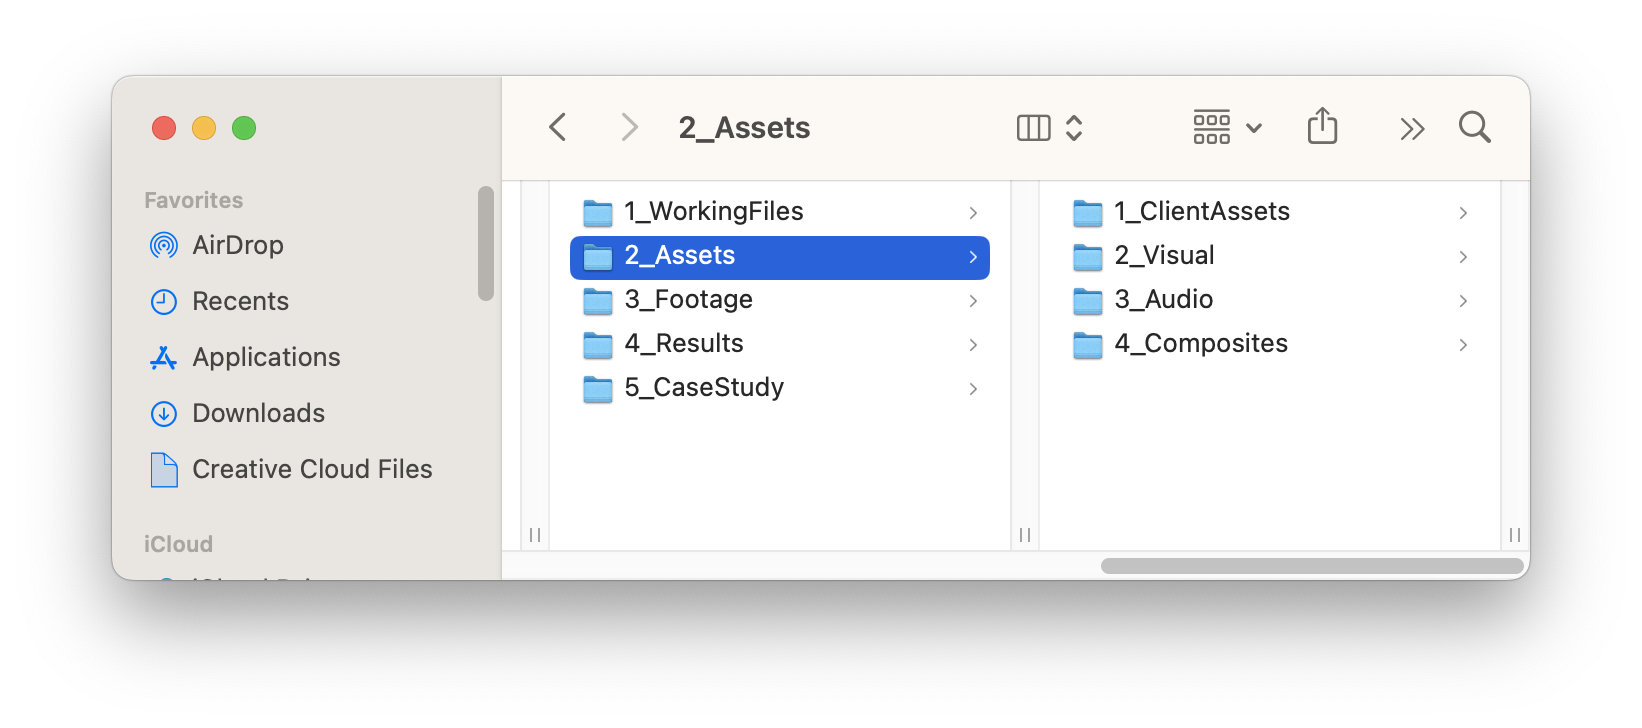 2_Assets
Favorites
AirDrop
Recents
Applications
Downloads
Creative Cloud Files
iCloud
1_WorkingFiles
2_Assets
3_Footage
4_Results
5_CaseStudy
1_ClientAssets
2_Visual
3_Audio
4_Composites